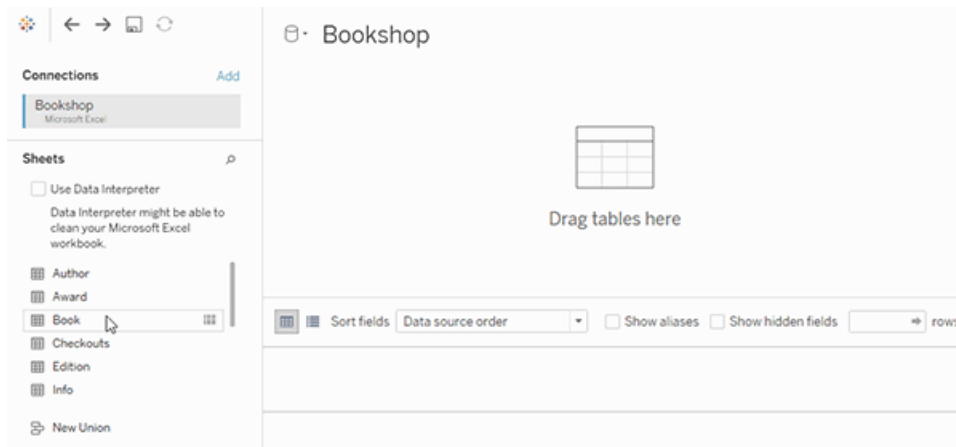 Bookshop
Connections
Add
Bookshop
Microsoft Excel
Sheets
Use Data Interpreter
Data Interpreter might be able to
clean your Microsoft Excel
workbook.
Author
Award
Book
Checkouts
Edition
Info
New Union
Drag tables here
Sort fields Data source order Show aliases Show hidden fields rows